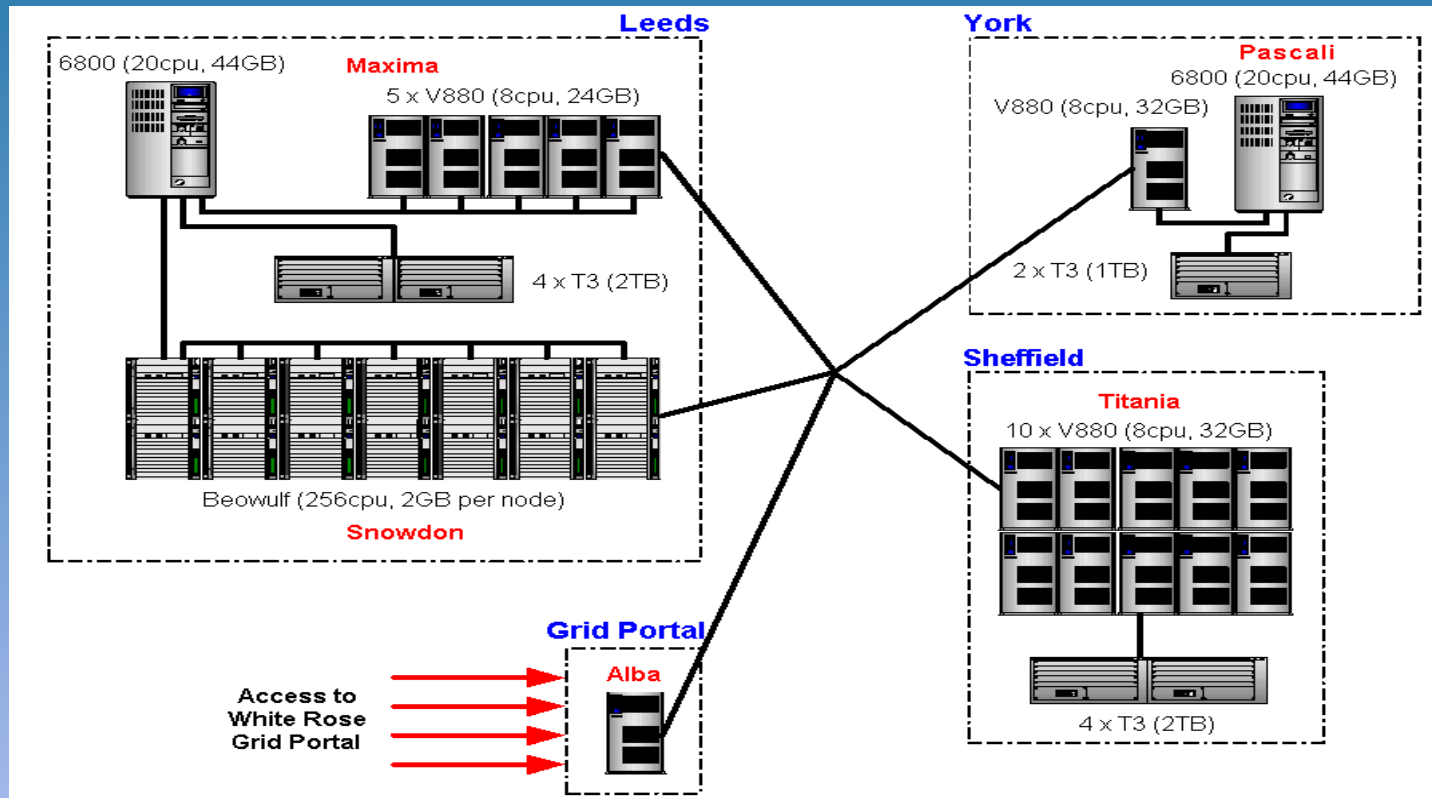 Leeds
6800 (20cpu, 44GB)
Maxima
5 x V880 (8cpu, 24GB)
4 x T3 (2TB)
Beowulf (256cpu, 2GB per node)
Snowdon
York
Pascali
6800 (20cpu, 44GB)
V880 (8cpu, 32GB)
2 x T3 (1TB)
Sheffield
Titania
10 x V880 (8cpu, 32GB)
4 x T3 (2TB)
Grid Portal
Alba
Access to
White Rose
Grid Portal